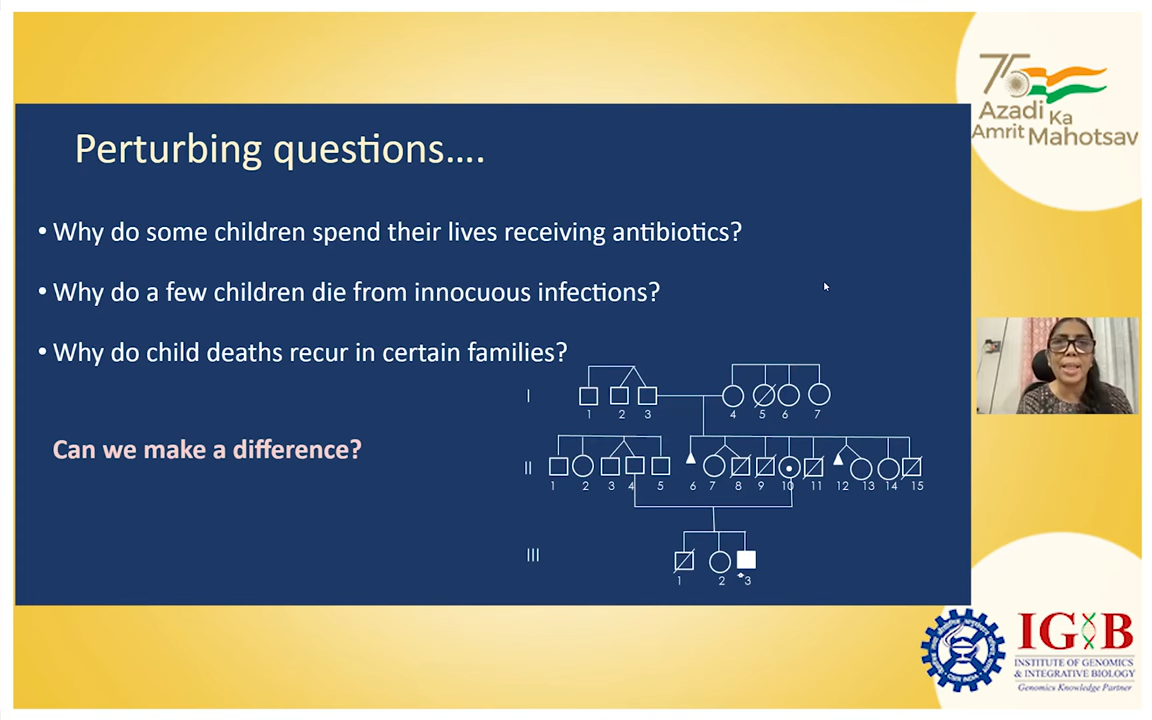 Perturbing questions....
• Why do some children spend their lives receiving antibiotics?
• Why do a few children die from innocuous infections?
• Why do child deaths recur in certain families?
Can we make a difference?
I
1 2 3 4 5 6 7
II
1 2 3 4 5 6 7 8 9 10 11 12 13 14 15
III
1 2 3
75
Azadi Ka
Amrit Mahotsav
IGIB
INSTITUTE OF GENOMICS
& INTEGRATIVE BIOLOGY
Genomics Knowledge Partner